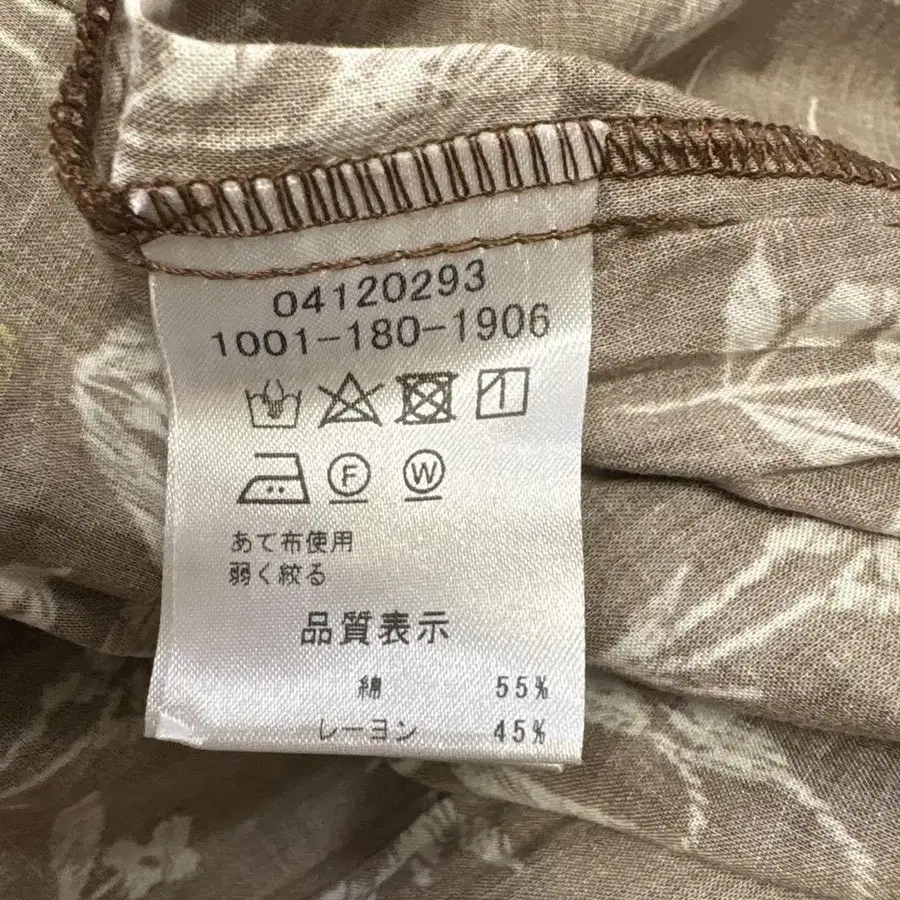 04120293
1001-180-1906
F W
あて布使用
弱く絞る
品質表示
綿 55%
レーヨン 45%